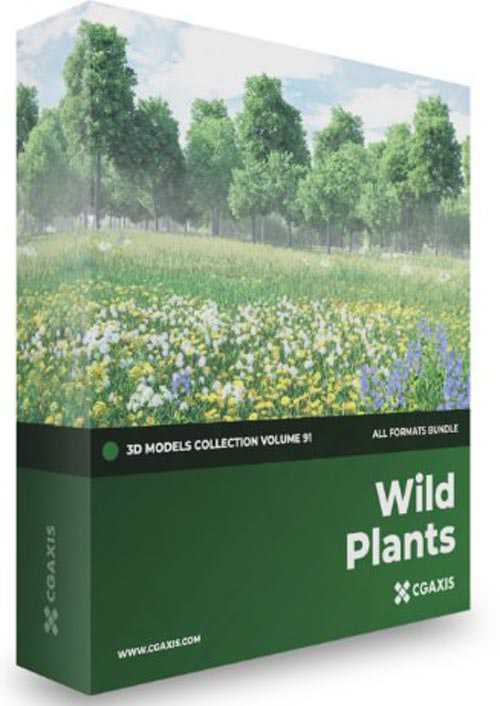 3D MODELS COLLECTION VOLUME 91
ALL FORMATS BUNDLE
Wild
Plants
CGAXIS
WWW.CGAXIS.COM
CGAXIS